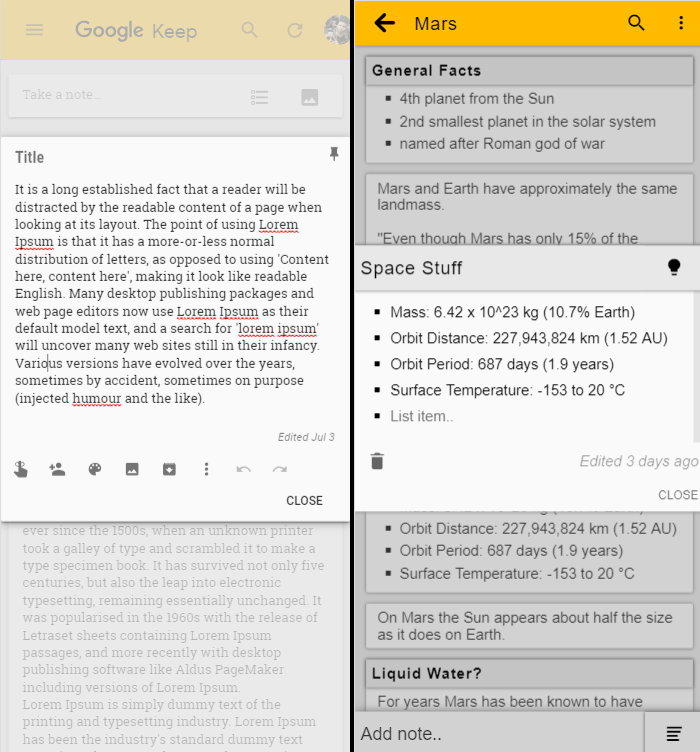 Google Keep
Take a note...
Title
It is a long established fact that a reader will be
distracted by the readable content of a page when
looking at its layout. The point of using Lorem
Ipsum is that it has a more-or-less normal
distribution of letters, as opposed to using 'Content
here, content here', making it look like readable
English. Many desktop publishing packages and
web page editors now use Lorem Ipsum as their
default model text, and a search for 'lorem ipsum'
will uncover many web sites still in their infancy.
Various versions have evolved over the years,
sometimes by accident, sometimes on purpose
(injected humour and the like).
Edited Jul 3
CLOSE
ever since the 1500s, when an unknown printer
took a galley of type and scrambled it to make a
type specimen book. It has survived not only five
centuries, but also the leap into electronic
typesetting, remaining essentially unchanged. It
was popularised in the 1960s with the release of
Letraset sheets containing Lorem Ipsum
passages, and more recently with desktop
publishing software like Aldus PageMaker
including versions of Lorem Ipsum.
Lorem Ipsum is simply dummy text of the
printing and typesetting industry. Lorem Ipsum
has been the industry's standard dummy text
Mars
General Facts
4th planet from the Sun
2nd smallest planet in the solar system
named after Roman god of war
Mars and Earth have approximately the same
landmass.
"Even though Mars has only 15% of the
Space Stuff
Mass: 6.42 x 10^23 kg (10.7% Earth)
Orbit Distance: 227,943,824 km (1.52 AU)
Orbit Period: 687 days (1.9 years)
Surface Temperature: -153 to 20 °C
List item..
Edited 3 days ago
CLOSE
Orbit Distance: 227,943,824 km (1.52 AU)
Orbit Period: 687 days (1.9 years)
Surface Temperature: -153 to 20 °C
On Mars the Sun appears about half the size
as it does on Earth.
Liquid Water?
For years Mars has been known to have
Add note..